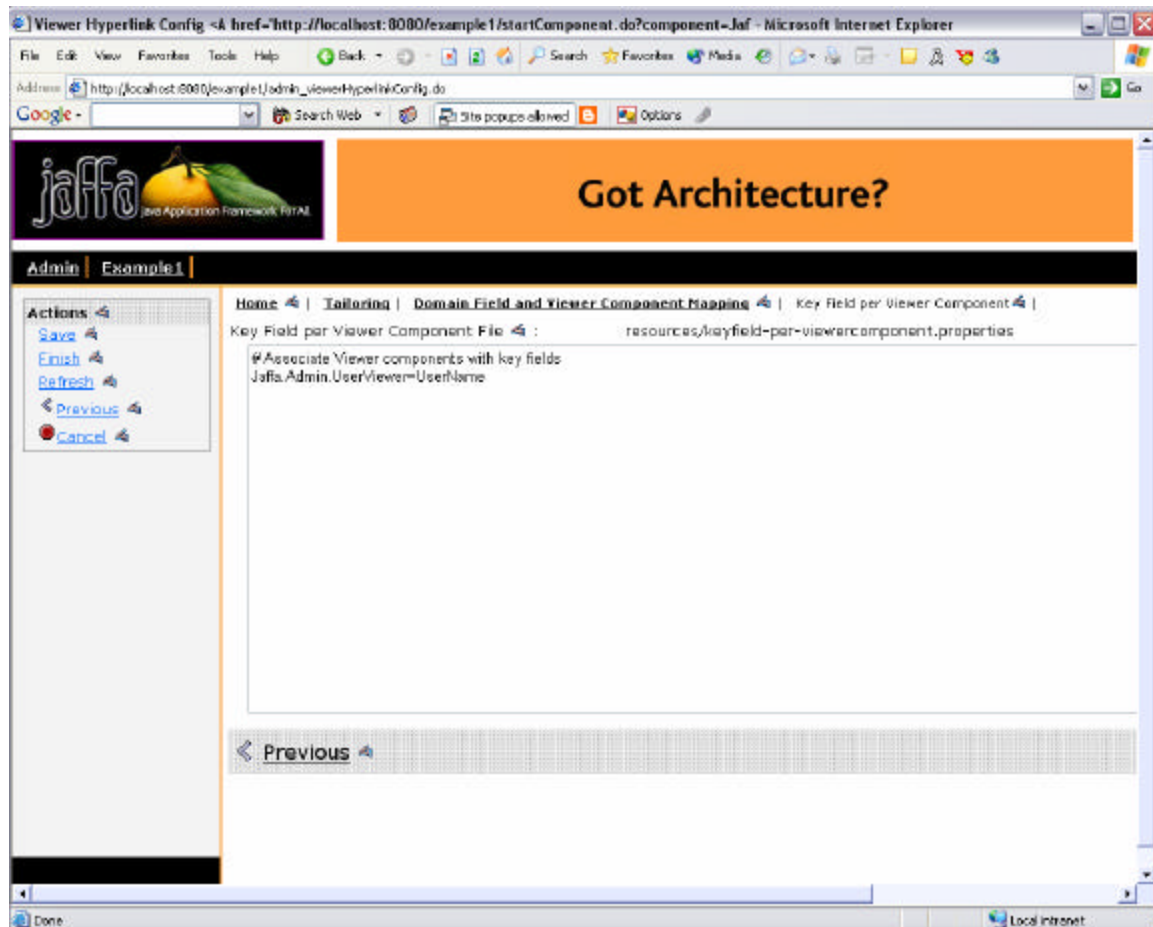 Viewer Hyperlink Config <A href="http://localhost:8080/example1/startComponent.do?component=Jaf - Microsoft Internet Explorer
File Edit View Favorites Tools Help Back Search Favorites Media
Address http://localhost:8080/example1/admin_viewerHyperlinkConfig.do Go
Google - Search Web Site popups allowed Options
jaffa Java Application Framework For All
Got Architecture?
Admin Example1
Home | Tailoring | Domain Field and Viewer Component Mapping | Key Field per Viewer Component |
Actions
Save
Finish
Refresh
Previous
Cancel
Key Field per Viewer Component File : resources/keyfield-per-viewercomponent.properties
#Associate Viewer components with key fields
Jaffa.Admin.UserViewer=UserName
Previous
Done Local intranet